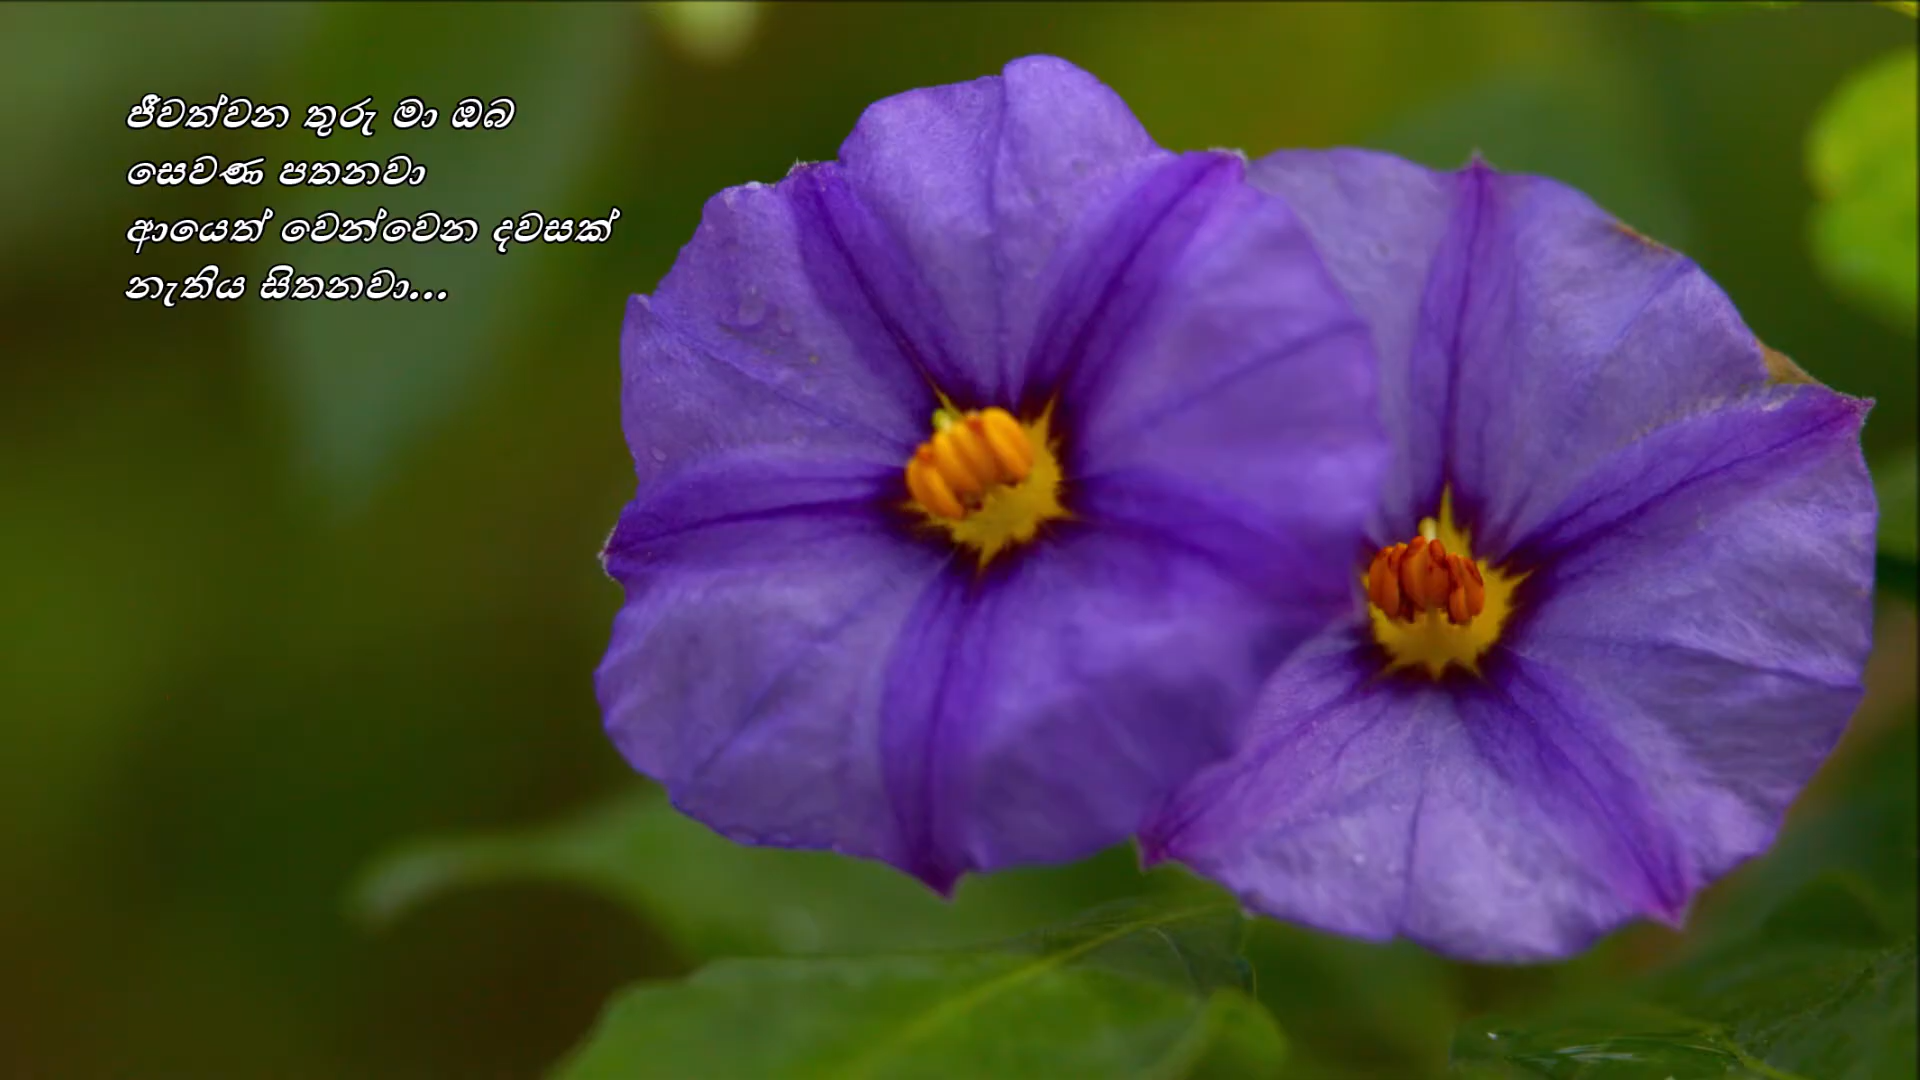 ජීවත්වන තුරු මා ඔබ
සෙවණ පතනවා
ආයෙත් වෙන්වෙන දවසක්
නැතිය සිතනවා...